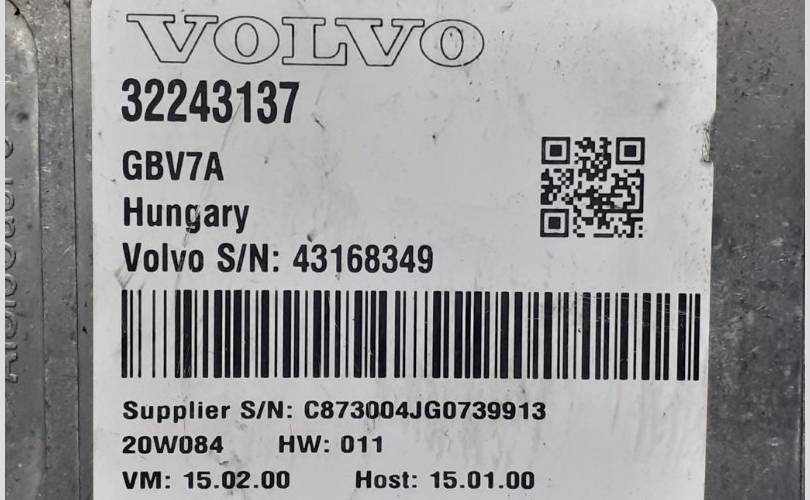 VOLVO
32243137
GBV7A
Hungary
Volvo S/N: 43168349
Supplier S/N: C873004JG0739913
20W084 HW: 011
VM: 15.02.00 Host: 15.01.00